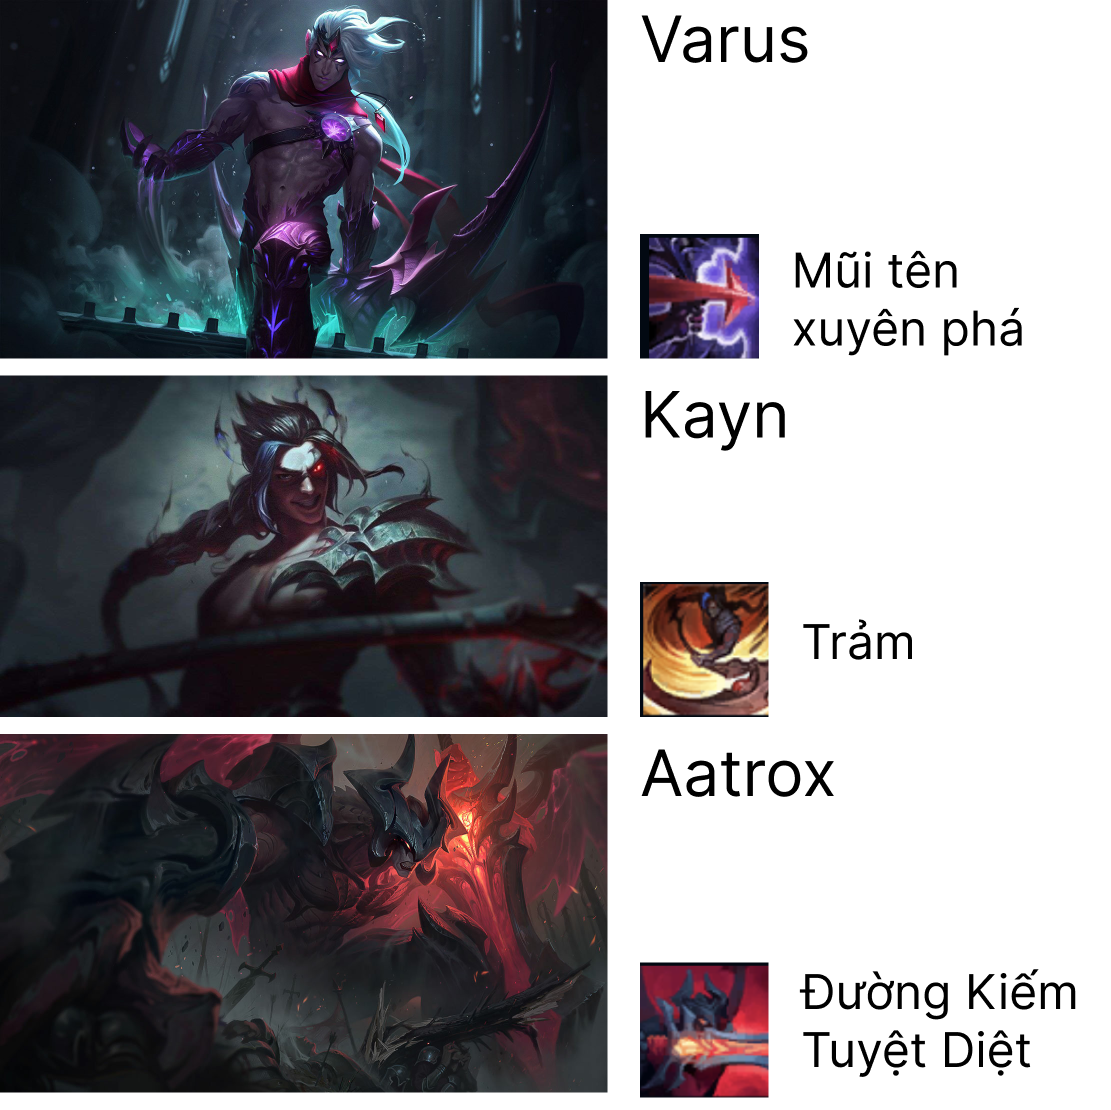 Varus
Mũi tên
xuyên phá
Kayn
Trảm
Aatrox
Đường Kiếm
Tuyệt Diệt